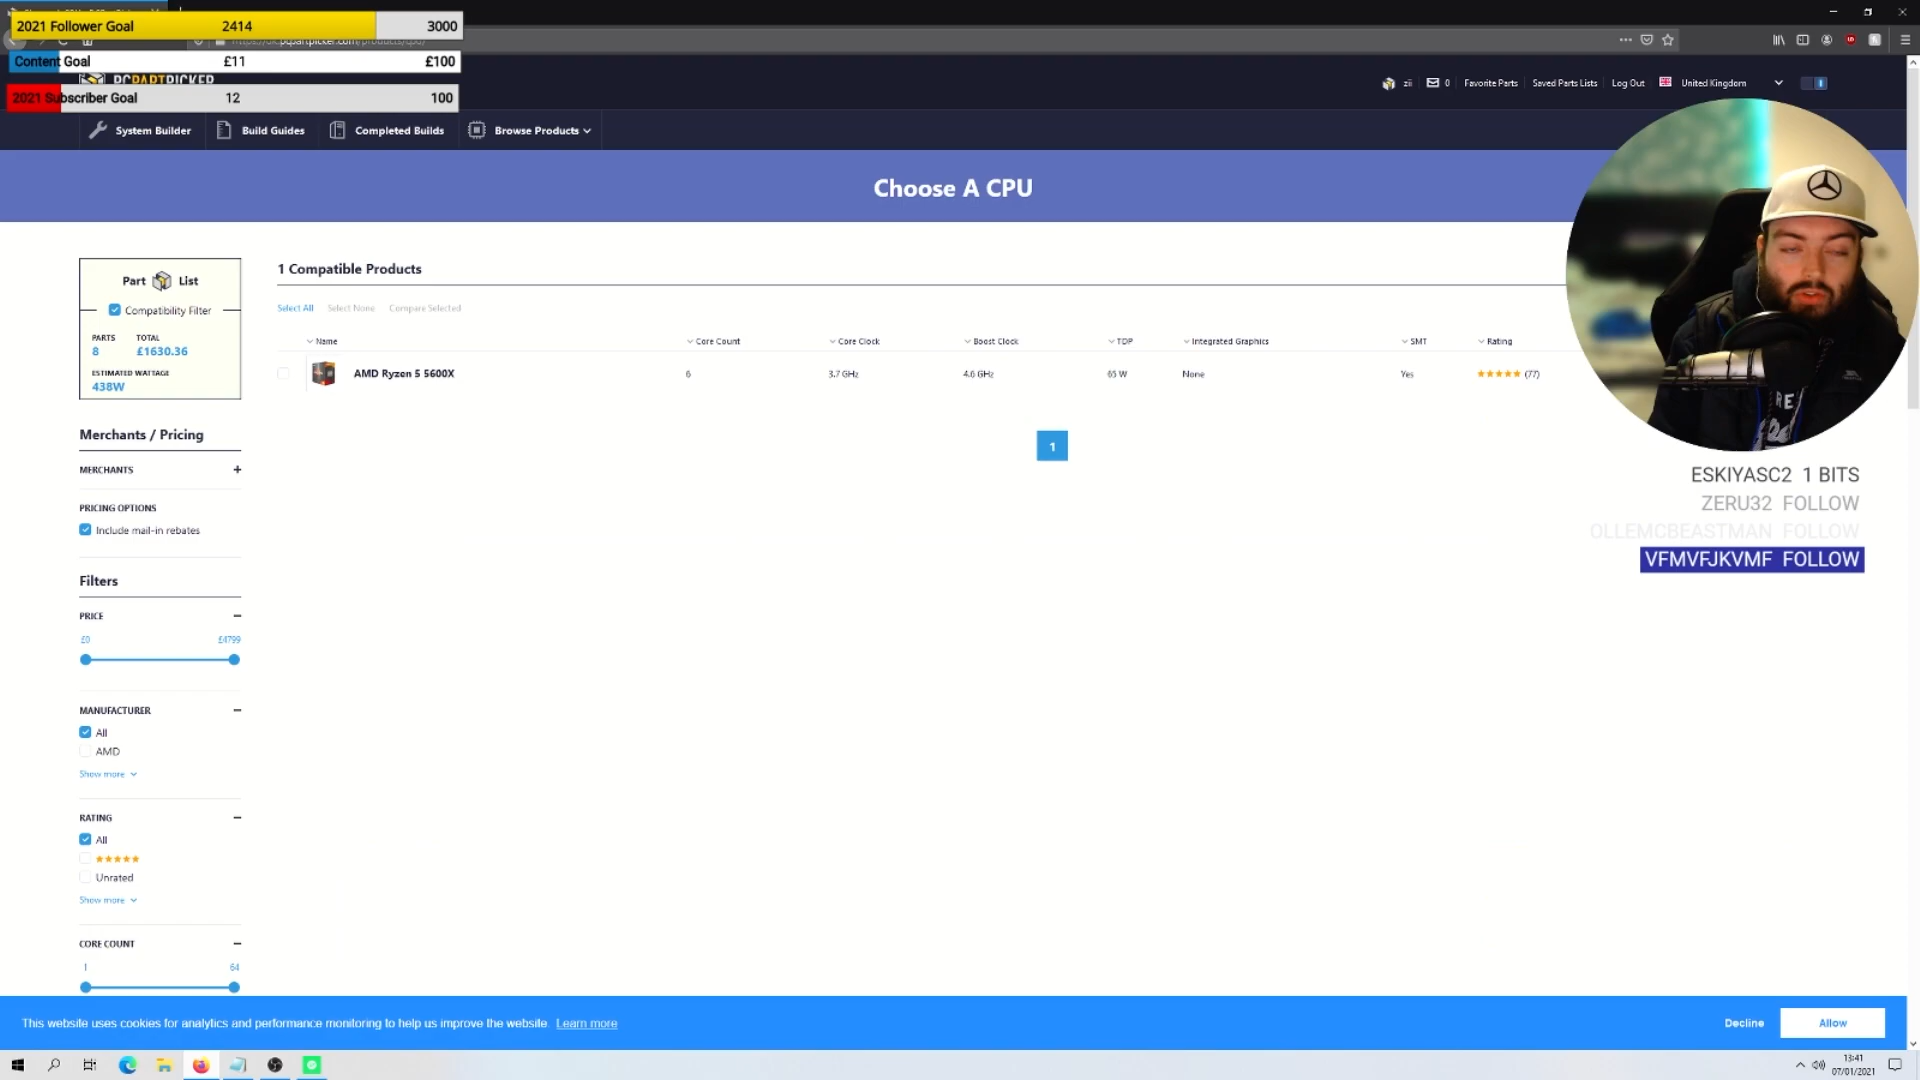 2021 Follower Goal 2414 3000
Content Goal £11 £100
PCPARTPICKER
2021 Subscriber Goal 12 100
zii 0 Favorite Parts Saved Parts Lists Log Out United Kingdom
System Builder Build Guides Completed Builds Browse Products
Choose A CPU
Part List
Compatibility Filter
PARTS TOTAL
8 £1630.36
ESTIMATED WATTAGE
438W
1 Compatible Products
Select All Select None Compare Selected
Name Core Count Core Clock Boost Clock TDP Integrated Graphics SMT Rating
AMD Ryzen 5 5600X 6 3.7 GHz 4.6 GHz 65 W None Yes (77)
1
Merchants / Pricing
MERCHANTS
PRICING OPTIONS
Include mail-in rebates
Filters
PRICE
£0 £4799
MANUFACTURER
All
AMD
Show more
RATING
All
Unrated
Show more
CORE COUNT
1 64
ESKIYASC2 1 BITS
ZERU32 FOLLOW
OLLEMCBEASTMAN FOLLOW
VFMVFJKVMF FOLLOW
This website uses cookies for analytics and performance monitoring to help us improve the website. Learn more
Decline Allow
13:41
07/01/2021